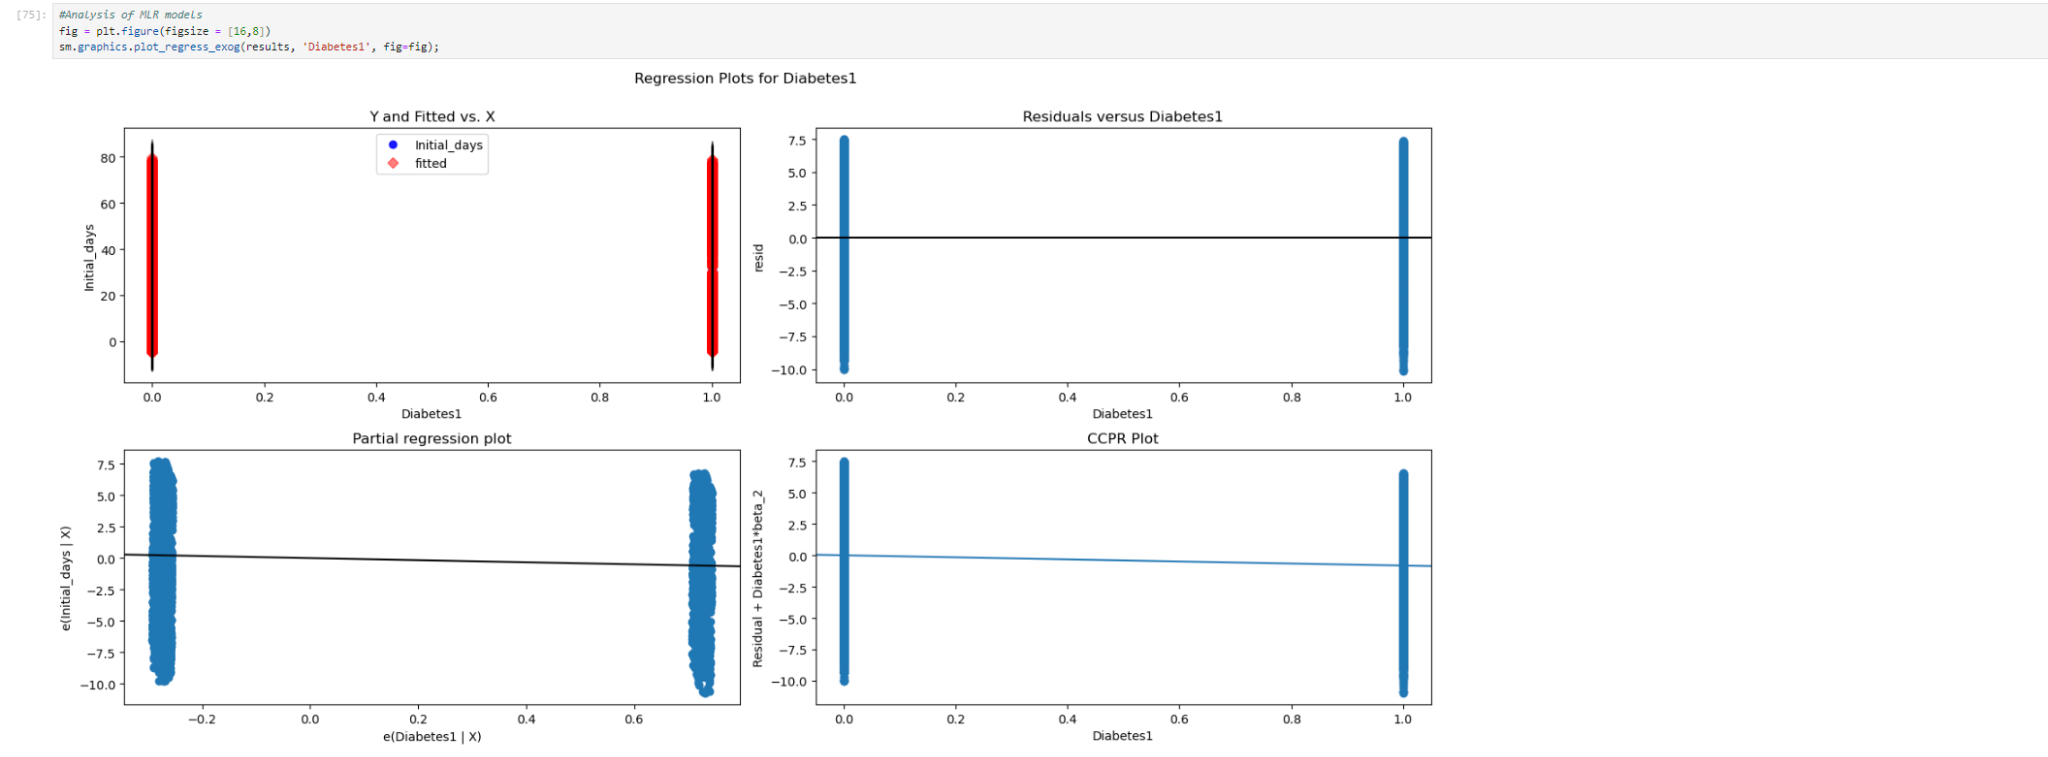 [75]:
#Analysis of MLR models
fig = plt.figure(figsize = [16,8])
sm.graphics.plot_regress_exog(results, 'Diabetes1', fig=fig);
Regression Plots for Diabetes1
Y and Fitted vs. X
Initial_days
fitted
80
60
40
20
0
Initial_days
0.0 0.2 0.4 0.6 0.8 1.0
Diabetes1
Residuals versus Diabetes1
7.5
5.0
2.5
0.0
−2.5
−5.0
−7.5
−10.0
resid
0.0 0.2 0.4 0.6 0.8 1.0
Diabetes1
Partial regression plot
7.5
5.0
2.5
0.0
−2.5
−5.0
−7.5
−10.0
e(Initial_days | X)
−0.2 0.0 0.2 0.4 0.6
e(Diabetes1 | X)
CCPR Plot
7.5
5.0
2.5
0.0
−2.5
−5.0
−7.5
−10.0
Residual + Diabetes1*beta_2
0.0 0.2 0.4 0.6 0.8 1.0
Diabetes1